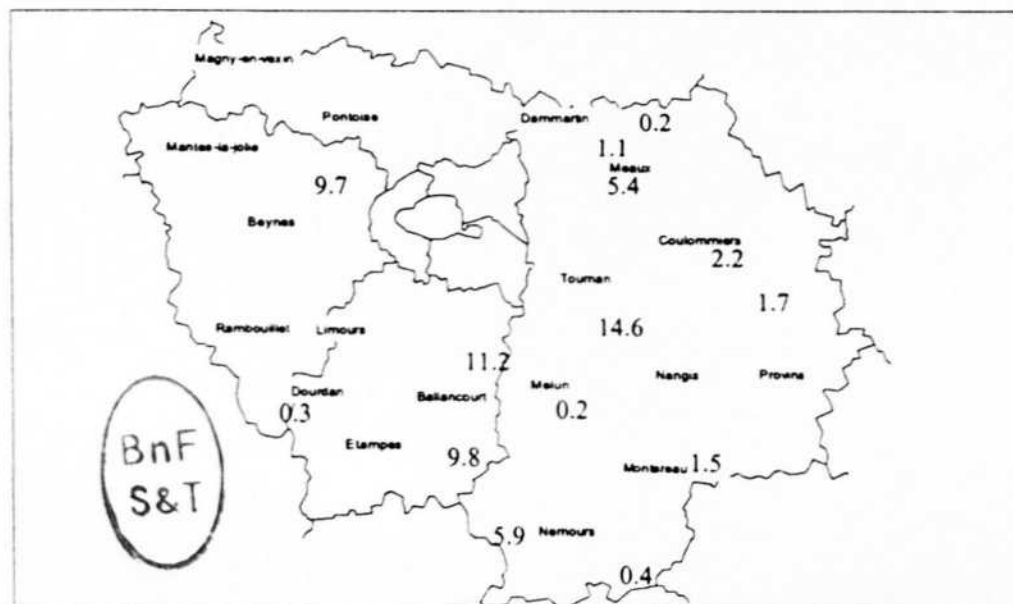 Magny-en-vexin
Pontoise
Dammartin
0.2
Mantes-la-jolie
1.1
Meaux
9.7
5.4
Beynes
Coulommiers
2.2
Tournan
1.7
Rambouillet
Limours
14.6
11.2
Dourdan
Ballancourt
Melun
Nangis
Provins
0.3
0.2
Etampes
9.8
Montereau
1.5
BnF
S&T
5.9
Nemours
0.4